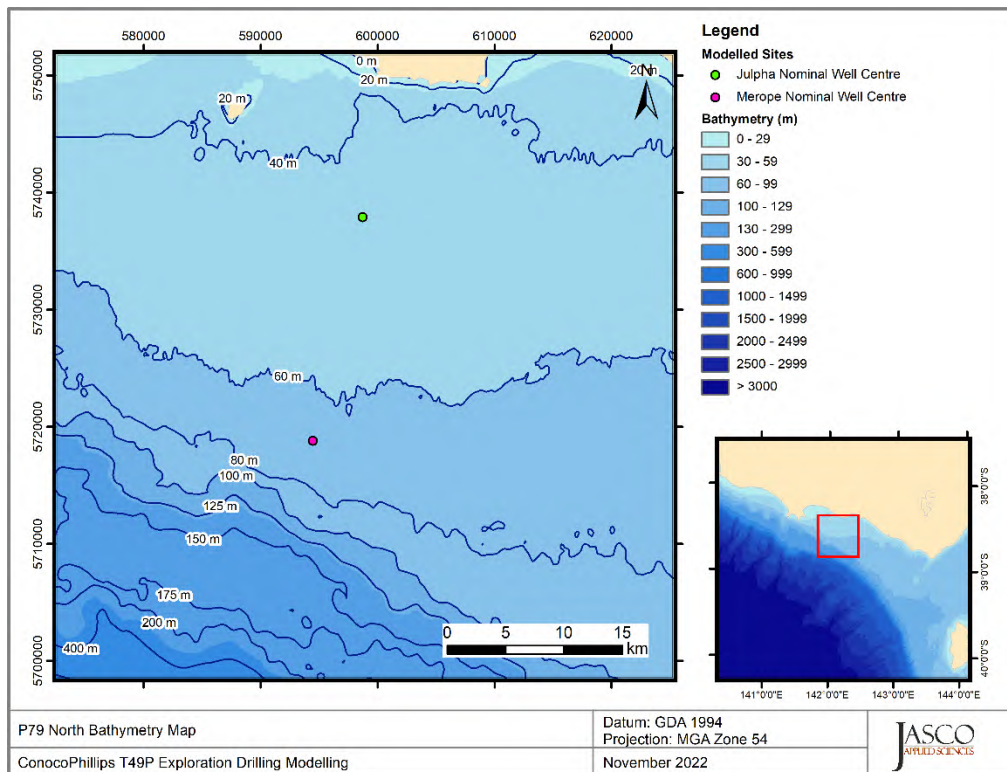 580000 590000 600000 610000 620000
5750000
5740000
5730000
5720000
5710000
5700000
0 m
20 m
20 m
N
20 m
40 m
60 m
80 m
100 m
125 m
150 m
175 m
200 m
400 m
0 5 10 15
km
Legend
Modelled Sites
Julpha Nominal Well Centre
Merope Nominal Well Centre
Bathymetry (m)
0 - 29
30 - 59
60 - 99
100 - 129
130 - 299
300 - 599
600 - 999
1000 - 1499
1500 - 1999
2000 - 2499
2500 - 2999
> 3000
38°0'0"S
39°0'0"S
40°0'0"S
141°0'0"E 142°0'0"E 143°0'0"E 144°0'0"E
P79 North Bathymetry Map
ConocoPhillips T49P Exploration Drilling Modelling
Datum: GDA 1994
Projection: MGA Zone 54
November 2022
JASCO
APPLIED SCIENCES